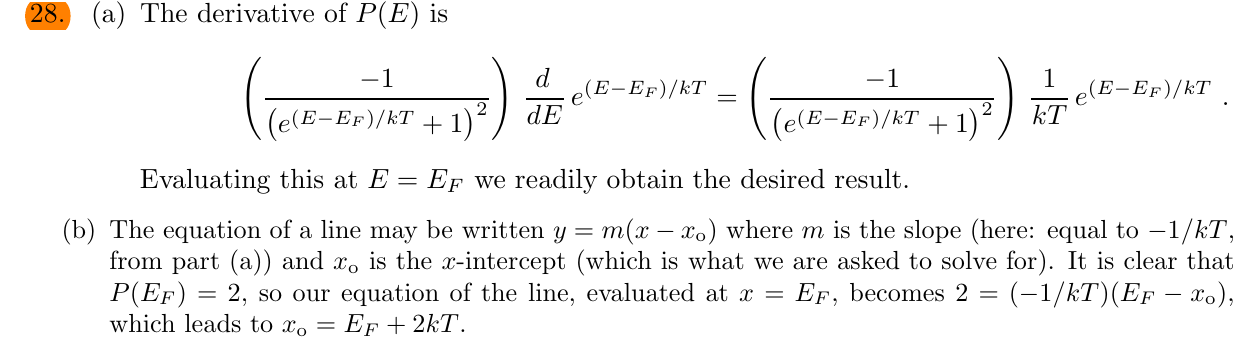 28. (a) The derivative of P(E) is
(−1 / (e^{(E−E_F)/kT} + 1)^2) d/dE e^{(E−E_F)/kT} = (−1 / (e^{(E−E_F)/kT} + 1)^2) 1/kT e^{(E−E_F)/kT} .
Evaluating this at E = E_F we readily obtain the desired result.
(b) The equation of a line may be written y = m(x − x_o) where m is the slope (here: equal to −1/kT,
from part (a)) and x_o is the x-intercept (which is what we are asked to solve for). It is clear that
P(E_F) = 2, so our equation of the line, evaluated at x = E_F, becomes 2 = (−1/kT)(E_F − x_o),
which leads to x_o = E_F + 2kT.